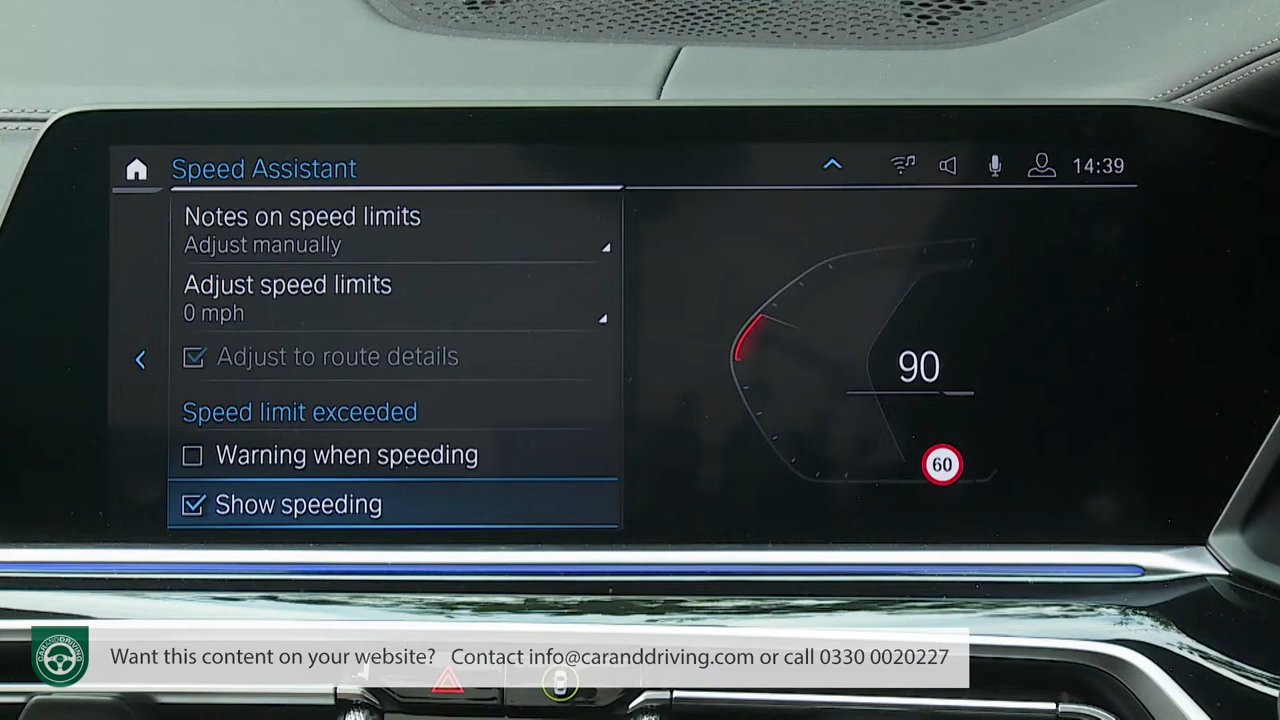 Speed Assistant
14:39
Notes on speed limits
Adjust manually
Adjust speed limits
0 mph
Adjust to route details
Speed limit exceeded
Warning when speeding
Show speeding
90
60
CARANDDRIVING
Want this content on your website? Contact info@caranddriving.com or call 0330 0020227